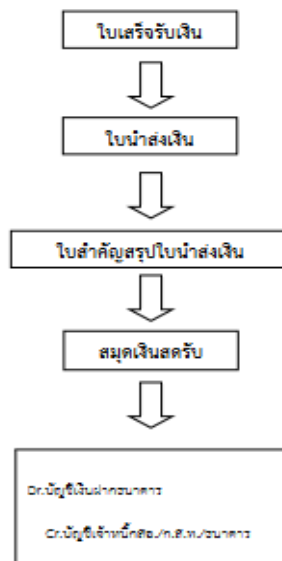 ใบเสร็จรับเงิน
ใบนำส่งเงิน
ใบสำคัญสรุปใบนำส่งเงิน
สมุดเงินสดรับ
Dr.บัญชีเงินฝากธนาคาร
Cr.บัญชีเจ้าหนี้กสอ./ก.ส.ท./ธนาคาร